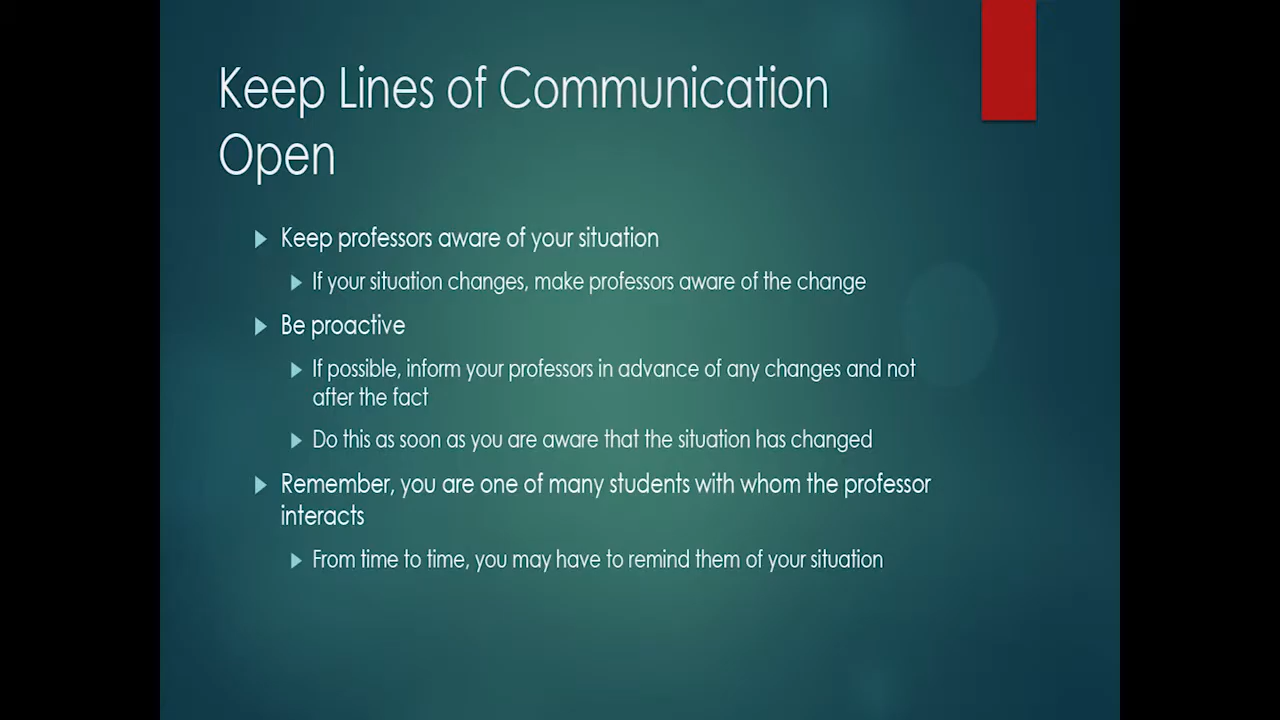 Keep Lines of Communication
Open
Keep professors aware of your situation
If your situation changes, make professors aware of the change
Be proactive
If possible, inform your professors in advance of any changes and not
after the fact
Do this as soon as you are aware that the situation has changed
Remember, you are one of many students with whom the professor
interacts
From time to time, you may have to remind them of your situation